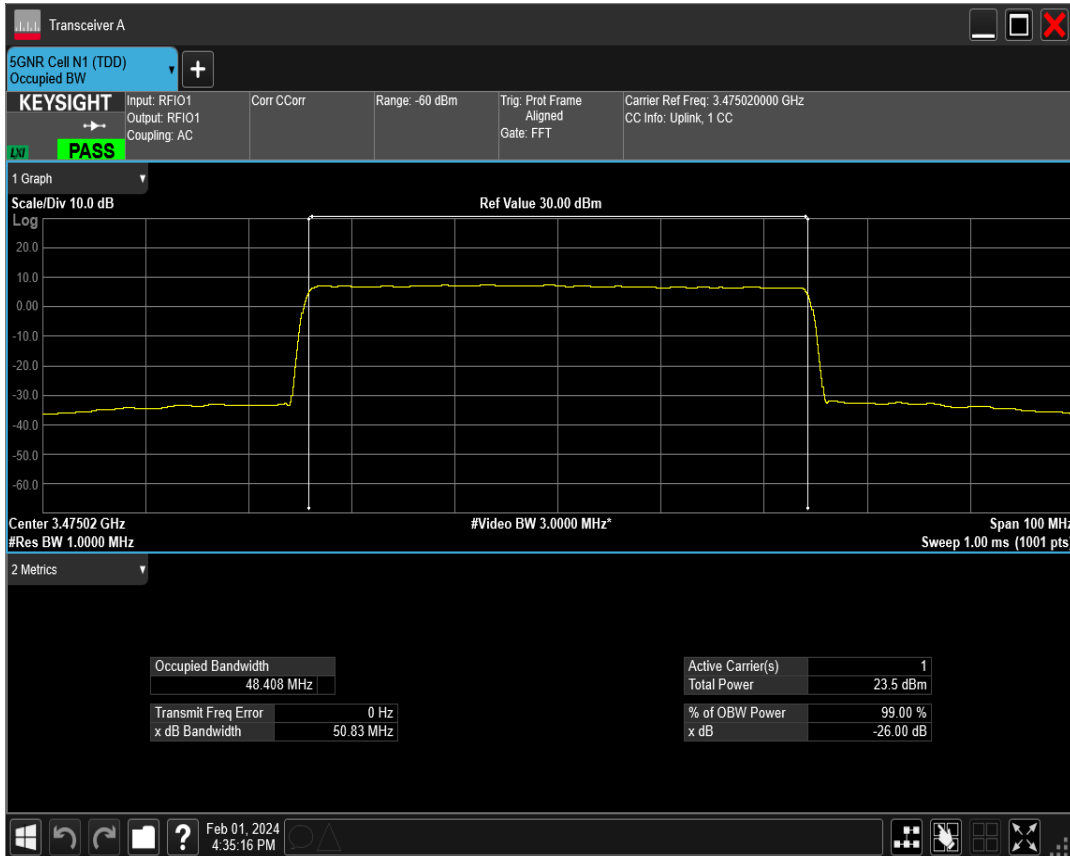 Transceiver A
5GNR Cell N1 (TDD)
Occupied BW
+
KEYSIGHT
LXI
PASS
Input: RFIO1
Output: RFIO1
Coupling: AC
Corr CCorr
Range: -60 dBm
Trig: Prot Frame
Aligned
Gate: FFT
Carrier Ref Freq: 3.475020000 GHz
CC Info: Uplink, 1 CC
1 Graph
Scale/Div 10.0 dB
Ref Value 30.00 dBm
Log
20.0
10.0
0.00
-10.0
-20.0
-30.0
-40.0
-50.0
-60.0
Center 3.47502 GHz
#Video BW 3.0000 MHz*
Span 100 MHz
#Res BW 1.0000 MHz
Sweep 1.00 ms (1001 pts)
2 Metrics
Occupied Bandwidth
48.408 MHz
Transmit Freq Error 0 Hz
x dB Bandwidth 50.83 MHz
Active Carrier(s) 1
Total Power 23.5 dBm
% of OBW Power 99.00 %
x dB -26.00 dB
?
Feb 01, 2024
4:35:16 PM